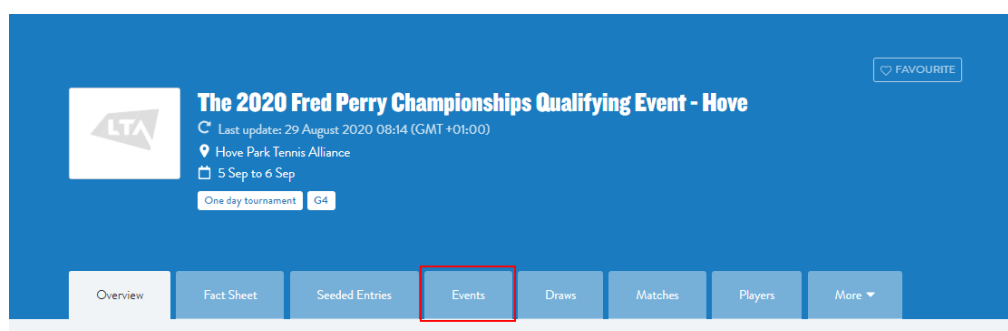 FAVOURITE
LTA
The 2020 Fred Perry Championships Qualifying Event - Hove
Last update: 29 August 2020 08:14 (GMT +01:00)
Hove Park Tennis Alliance
5 Sep to 6 Sep
One day tournament G4
Overview Fact Sheet Seeded Entries Events Draws Matches Players More